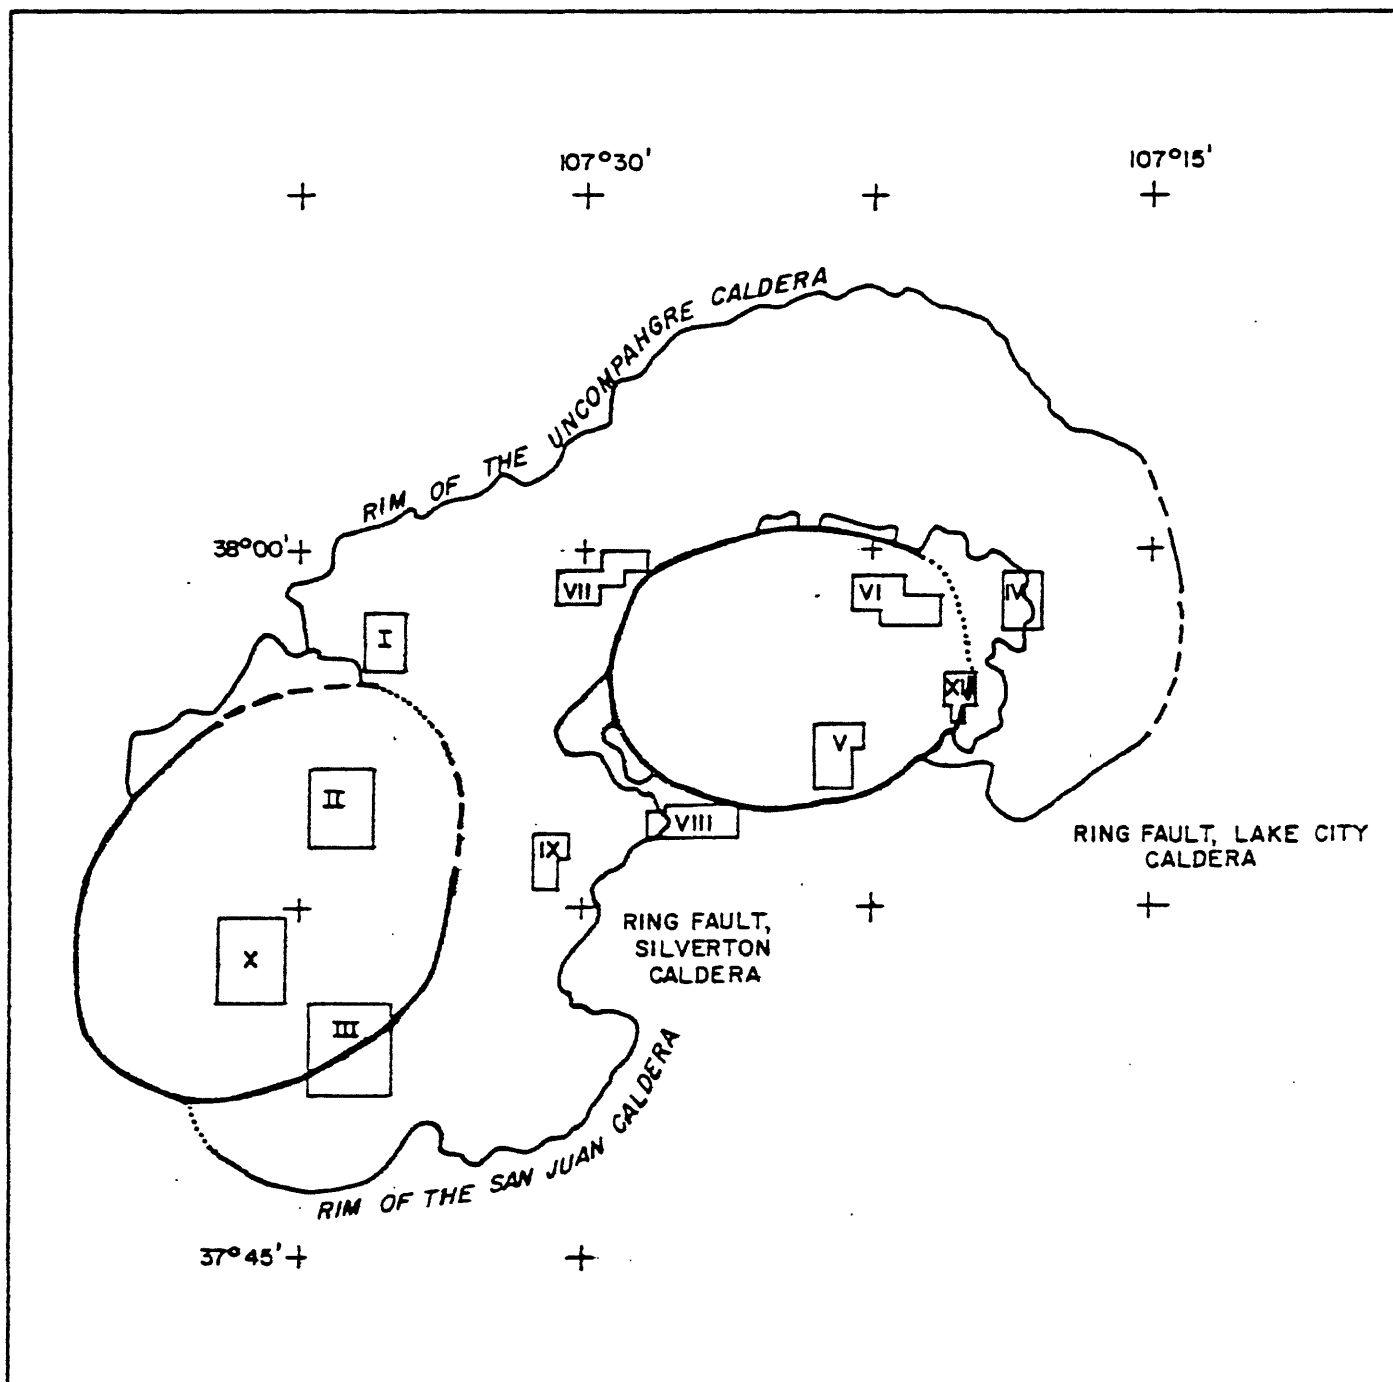 107°30'
107°15'
RIM OF THE UNCOMPAHGRE CALDERA
38°00'
VII
VI
IV
I
XI
V
II
VIII
RING FAULT, LAKE CITY
CALDERA
IX
RING FAULT,
SILVERTON
CALDERA
X
III
RIM OF THE SAN JUAN CALDERA
37°45'